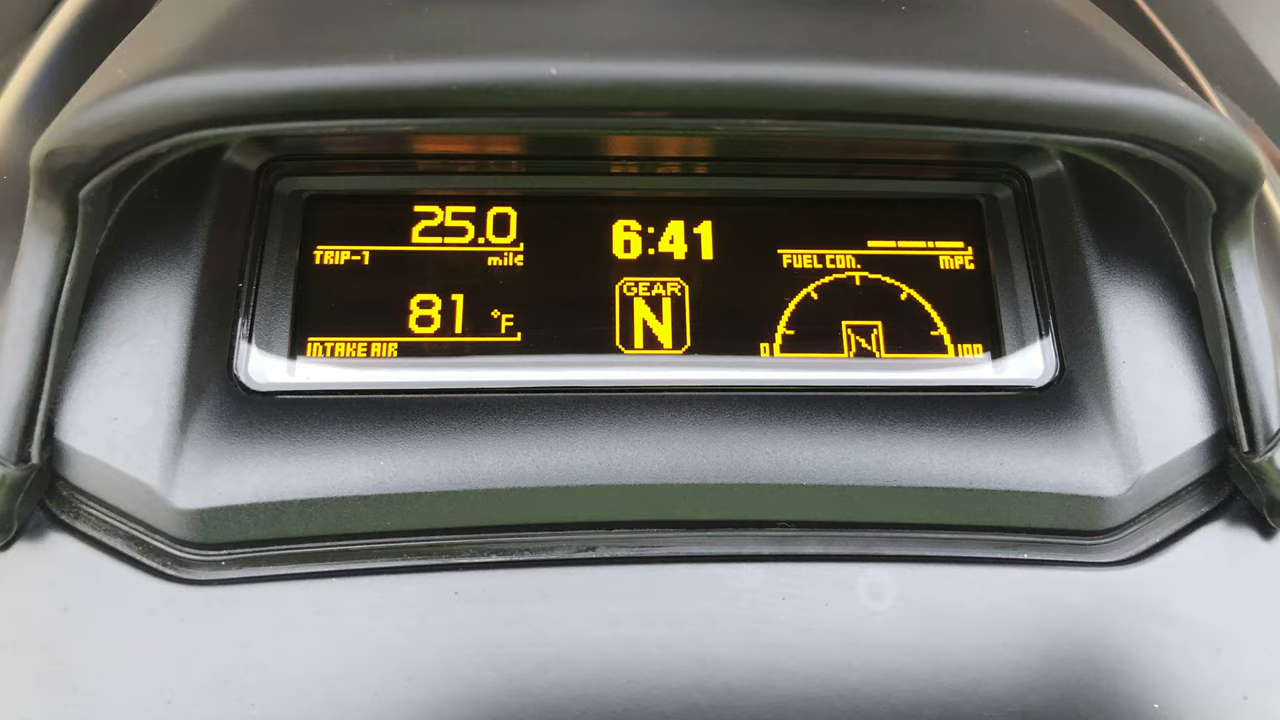 25.0
TRIP-1 mile
81 °F
INTAKE AIR
6:41
GEAR
N
FUEL CON. MPG
N
0 100